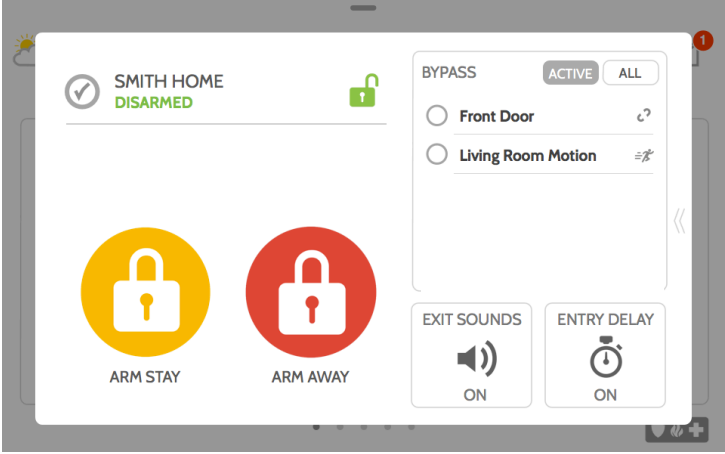 1
SMITH HOME
DISARMED
BYPASS ACTIVE ALL
Front Door
Living Room Motion
ARM STAY
ARM AWAY
EXIT SOUNDS
ON
ENTRY DELAY
ON